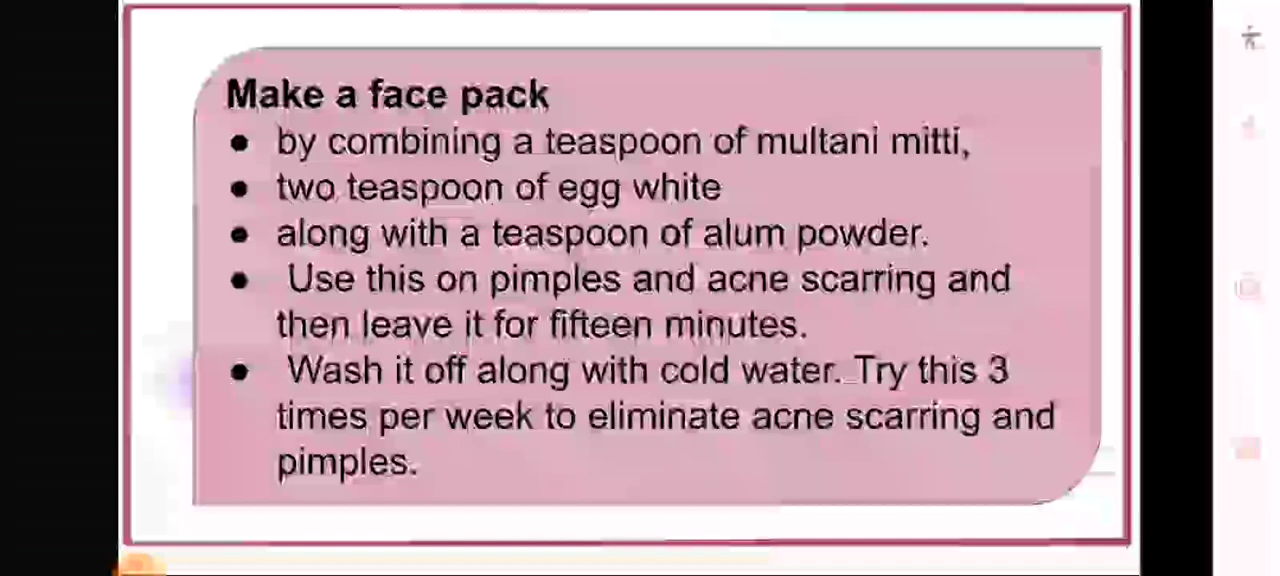 Make a face pack
● by combining a teaspoon of multani mitti,
● two teaspoon of egg white
● along with a teaspoon of alum powder.
● Use this on pimples and acne scarring and
then leave it for fifteen minutes.
● Wash it off along with cold water. Try this 3
times per week to eliminate acne scarring and
pimples.